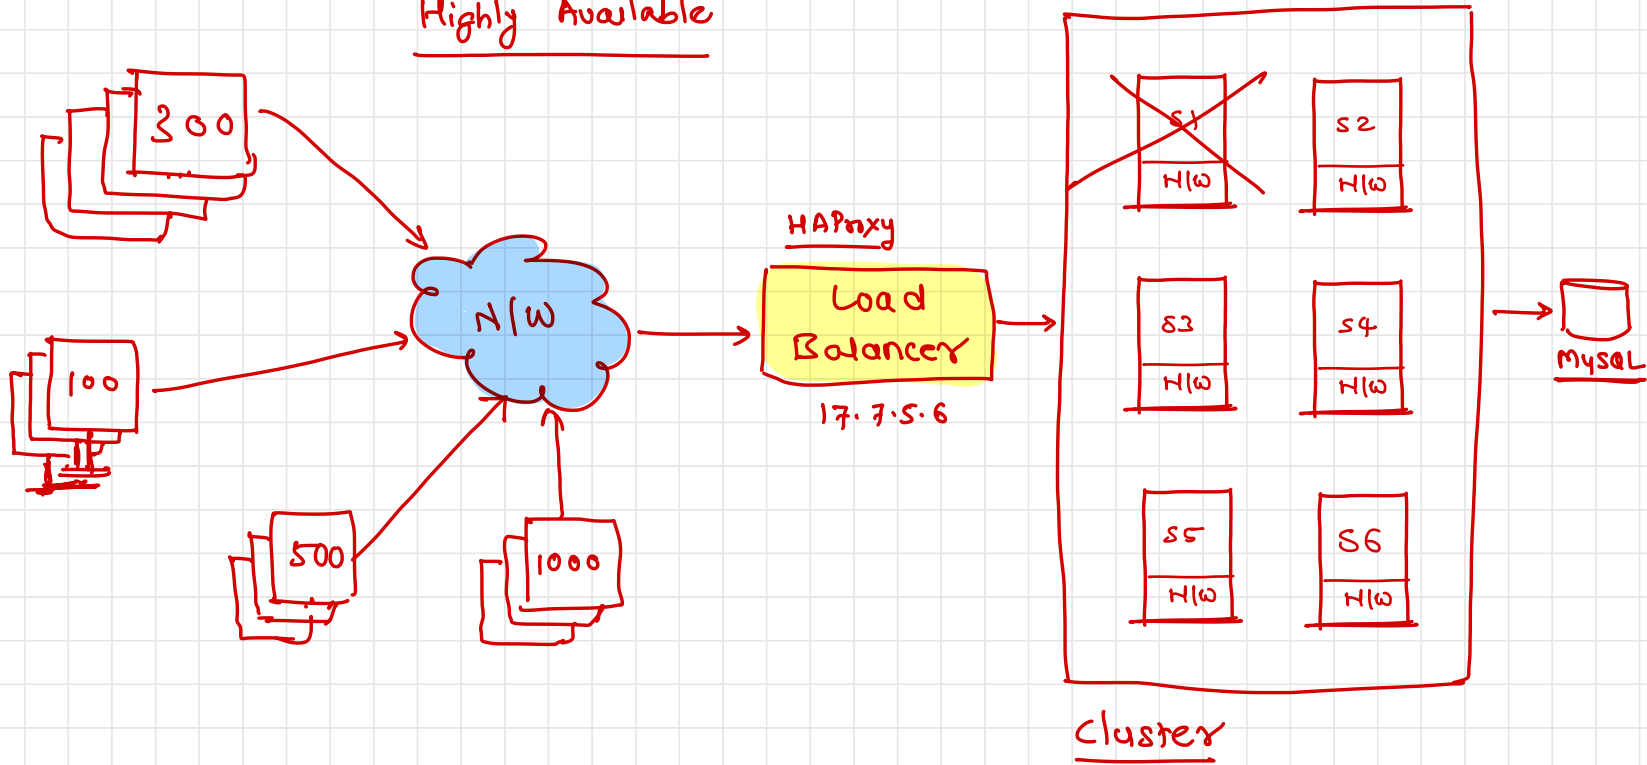 Highly Available
300
100
500
1000
N/W
HAProxy
Load
Balancer
17.7.5.6
S1
H/W
S2
H/W
S3
H/W
S4
H/W
S5
H/W
S6
H/W
Cluster
MySQL